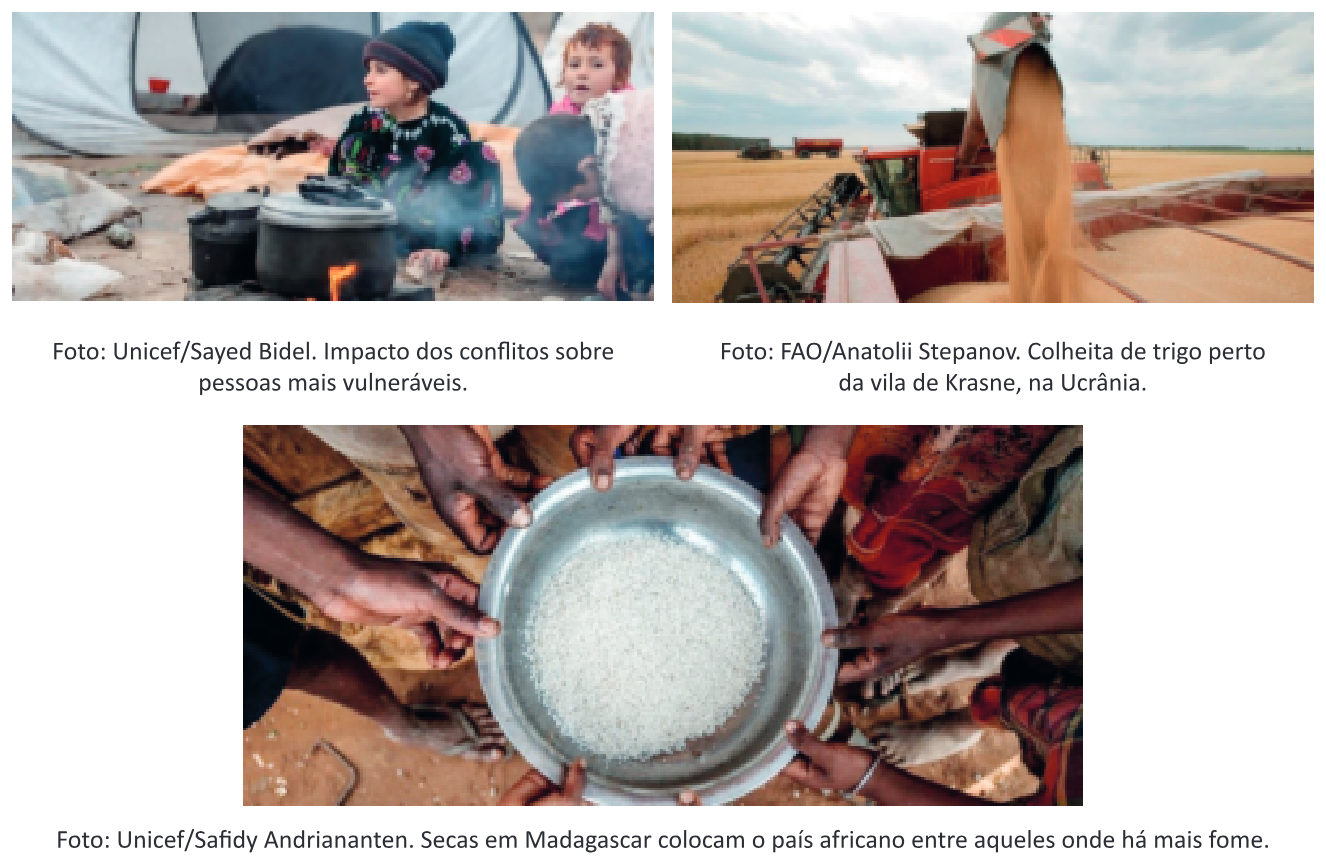 Foto: Unicef/Sayed Bidel. Impacto dos conflitos sobre
pessoas mais vulneráveis.
Foto: FAO/Anatolii Stepanov. Colheita de trigo perto
da vila de Krasne, na Ucrânia.
Foto: Unicef/Safidy Andriananten. Secas em Madagascar colocam o país africano entre aqueles onde há mais fome.